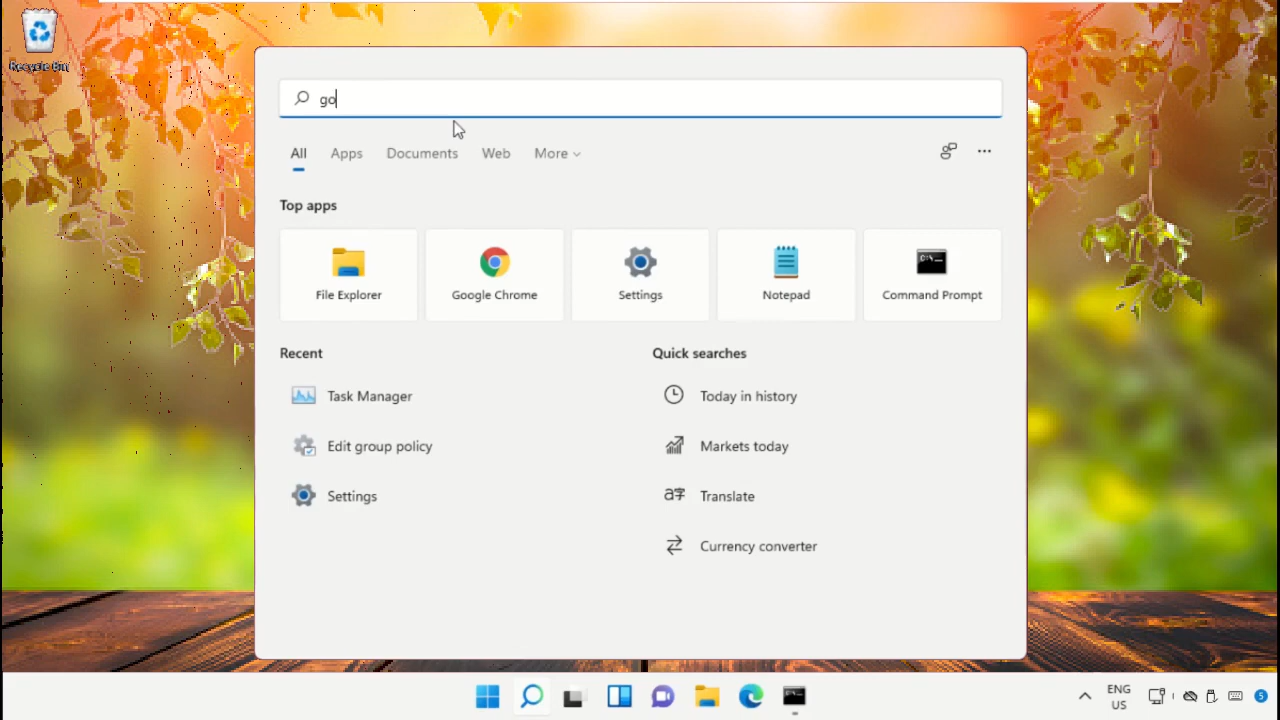 Recycle Bin
go
All Apps Documents Web More
Top apps
File Explorer Google Chrome Settings Notepad Command Prompt
Recent Quick searches
Task Manager Today in history
Edit group policy Markets today
Settings Translate
Currency converter
ENG
US
5